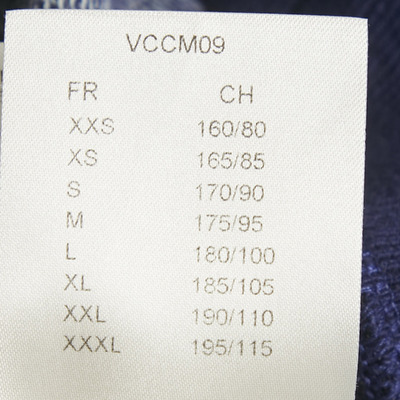 VCCM09
FR CH
XXS 160/80
XS 165/85
S 170/90
M 175/95
L 180/100
XL 185/105
XXL 190/110
XXXL 195/115